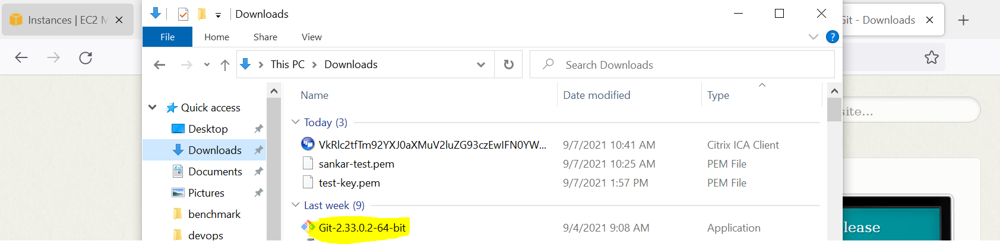 Instances | EC2 M
Downloads
Git - Downloads
File Home Share View
This PC Downloads
Search Downloads
Name Date modified Type
site...
Quick access
Desktop
Downloads
Documents
Pictures
benchmark
devops
Today (3)
VkRlc2tfTm92YXJ0aXMuV2luZG93czEwIFN0YW... 9/7/2021 10:41 AM Citrix ICA Client
sankar-test.pem 9/7/2021 10:25 AM PEM File
test-key.pem 9/7/2021 1:57 PM PEM File
Last week (9)
Git-2.33.0.2-64-bit 9/4/2021 9:08 AM Application
lease